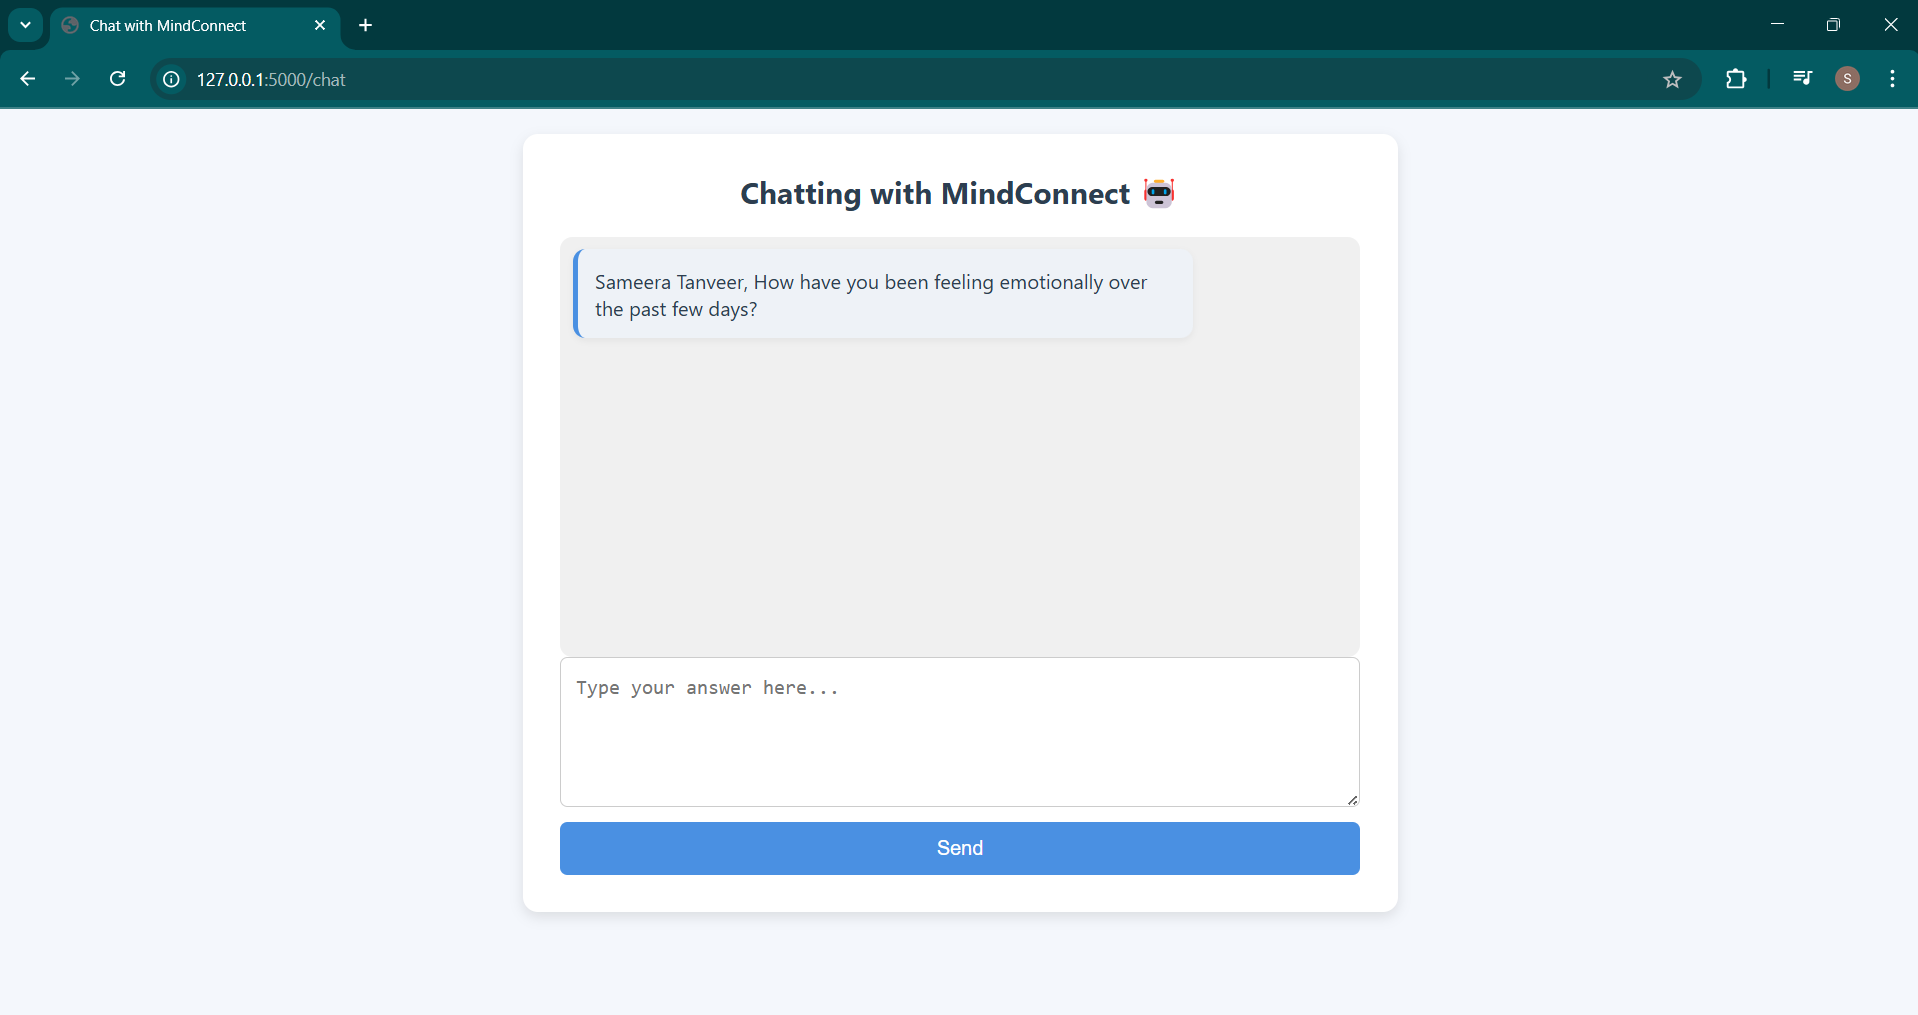 Chat with MindConnect
127.0.0.1:5000/chat
S
Chatting with MindConnect
Sameera Tanveer, How have you been feeling emotionally over
the past few days?
Type your answer here...
Send